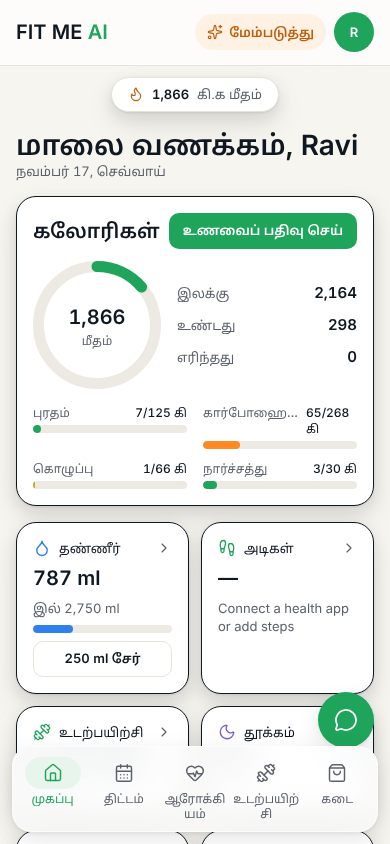 FIT ME AI
மேம்படுத்து
R
1,866 கி.க மீதம்
மாலை வணக்கம், Ravi
நவம்பர் 17, செவ்வாய்
கலோரிகள்
உணவைப் பதிவு செய்
1,866
மீதம்
இலக்கு 2,164
உண்டது 298
எரிந்தது 0
புரதம் 7/125 கி
கார்போஹை... 65/268 கி
கொழுப்பு 1/66 கி
நார்ச்சத்து 3/30 கி
தண்ணீர்
787 ml
இல் 2,750 ml
250 ml சேர்
அடிகள்
—
Connect a health app
or add steps
உடற்பயிற்சி
தூக்கம்
முகப்பு
திட்டம்
ஆரோக்கியம்
உடற்பயிற்சி
கடை